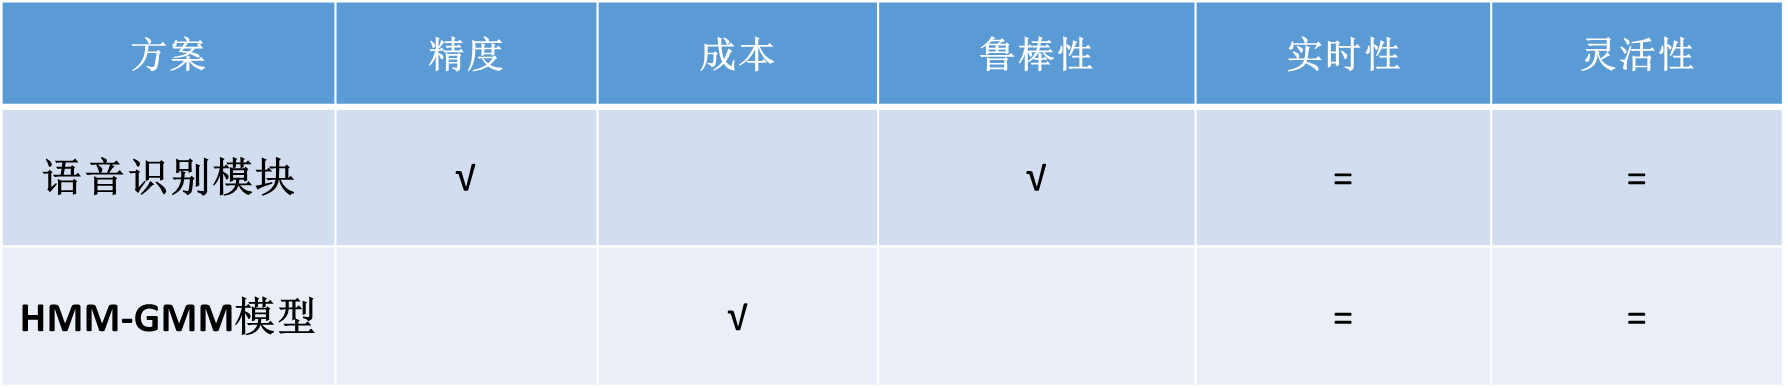 方案 精度 成本 鲁棒性 实时性 灵活性
语音识别模块 √ √ = =
HMM-GMM模型 √ = =